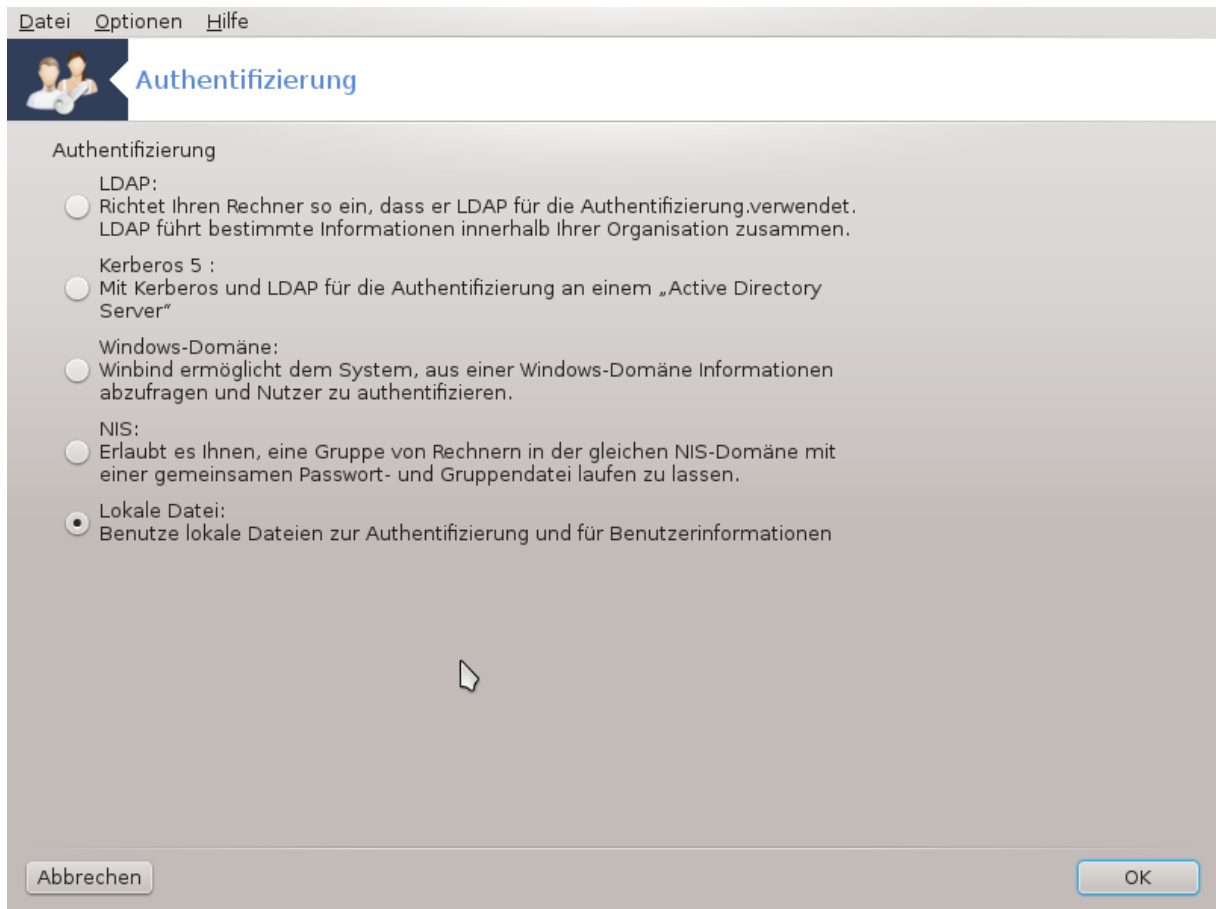 Datei Optionen Hilfe
Authentifizierung
Authentifizierung
LDAP:
Richtet Ihren Rechner so ein, dass er LDAP für die Authentifizierung.verwendet.
LDAP führt bestimmte Informationen innerhalb Ihrer Organisation zusammen.
Kerberos 5 :
Mit Kerberos und LDAP für die Authentifizierung an einem „Active Directory
Server“
Windows-Domäne:
Winbind ermöglicht dem System, aus einer Windows-Domäne Informationen
abzufragen und Nutzer zu authentifizieren.
NIS:
Erlaubt es Ihnen, eine Gruppe von Rechnern in der gleichen NIS-Domäne mit
einer gemeinsamen Passwort- und Gruppendatei laufen zu lassen.
Lokale Datei:
Benutze lokale Dateien zur Authentifizierung und für Benutzerinformationen
Abbrechen OK